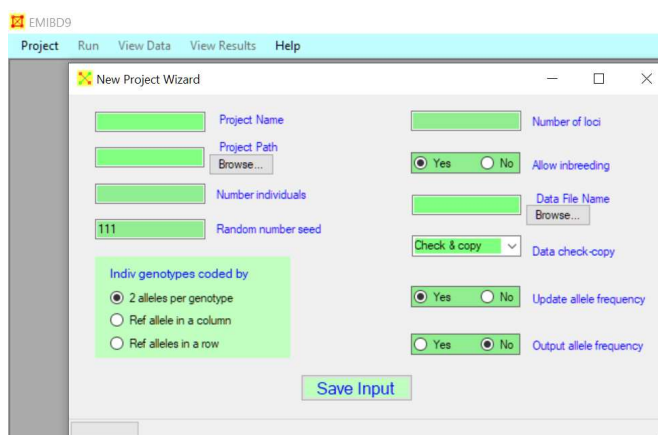 EMIBD9
Project Run View Data View Results Help
New Project Wizard
Project Name
Project Path
Browse...
Number individuals
111 Random number seed
Indiv genotypes coded by
2 alleles per genotype
Ref allele in a column
Ref alleles in a row
Number of loci
Yes No Allow inbreeding
Data File Name
Browse...
Check & copy Data check-copy
Yes No Update allele frequency
Yes No Output allele frequency
Save Input